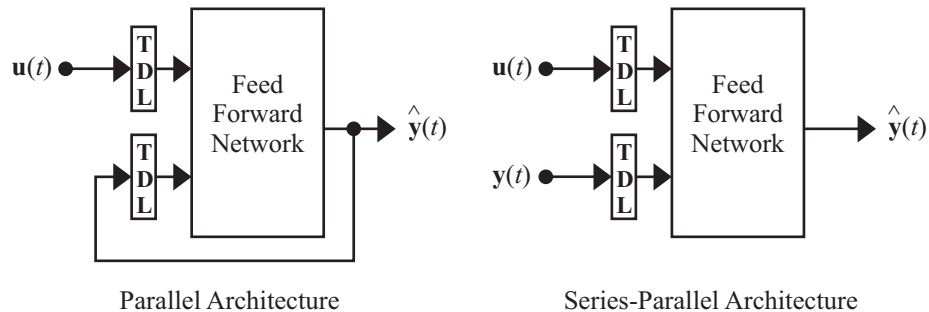 u(t)
T
D
L
Feed
Forward
Network
ŷ(t)
T
D
L
Parallel Architecture
u(t)
T
D
L
Feed
Forward
Network
ŷ(t)
y(t)
T
D
L
Series-Parallel Architecture